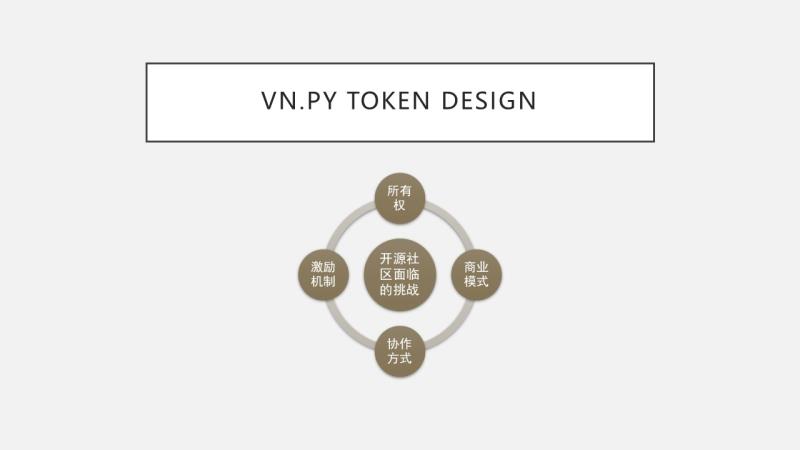 VN.PY TOKEN DESIGN
所有
权
开源社
区面临
的挑战
激励
机制
商业
模式
协作
方式